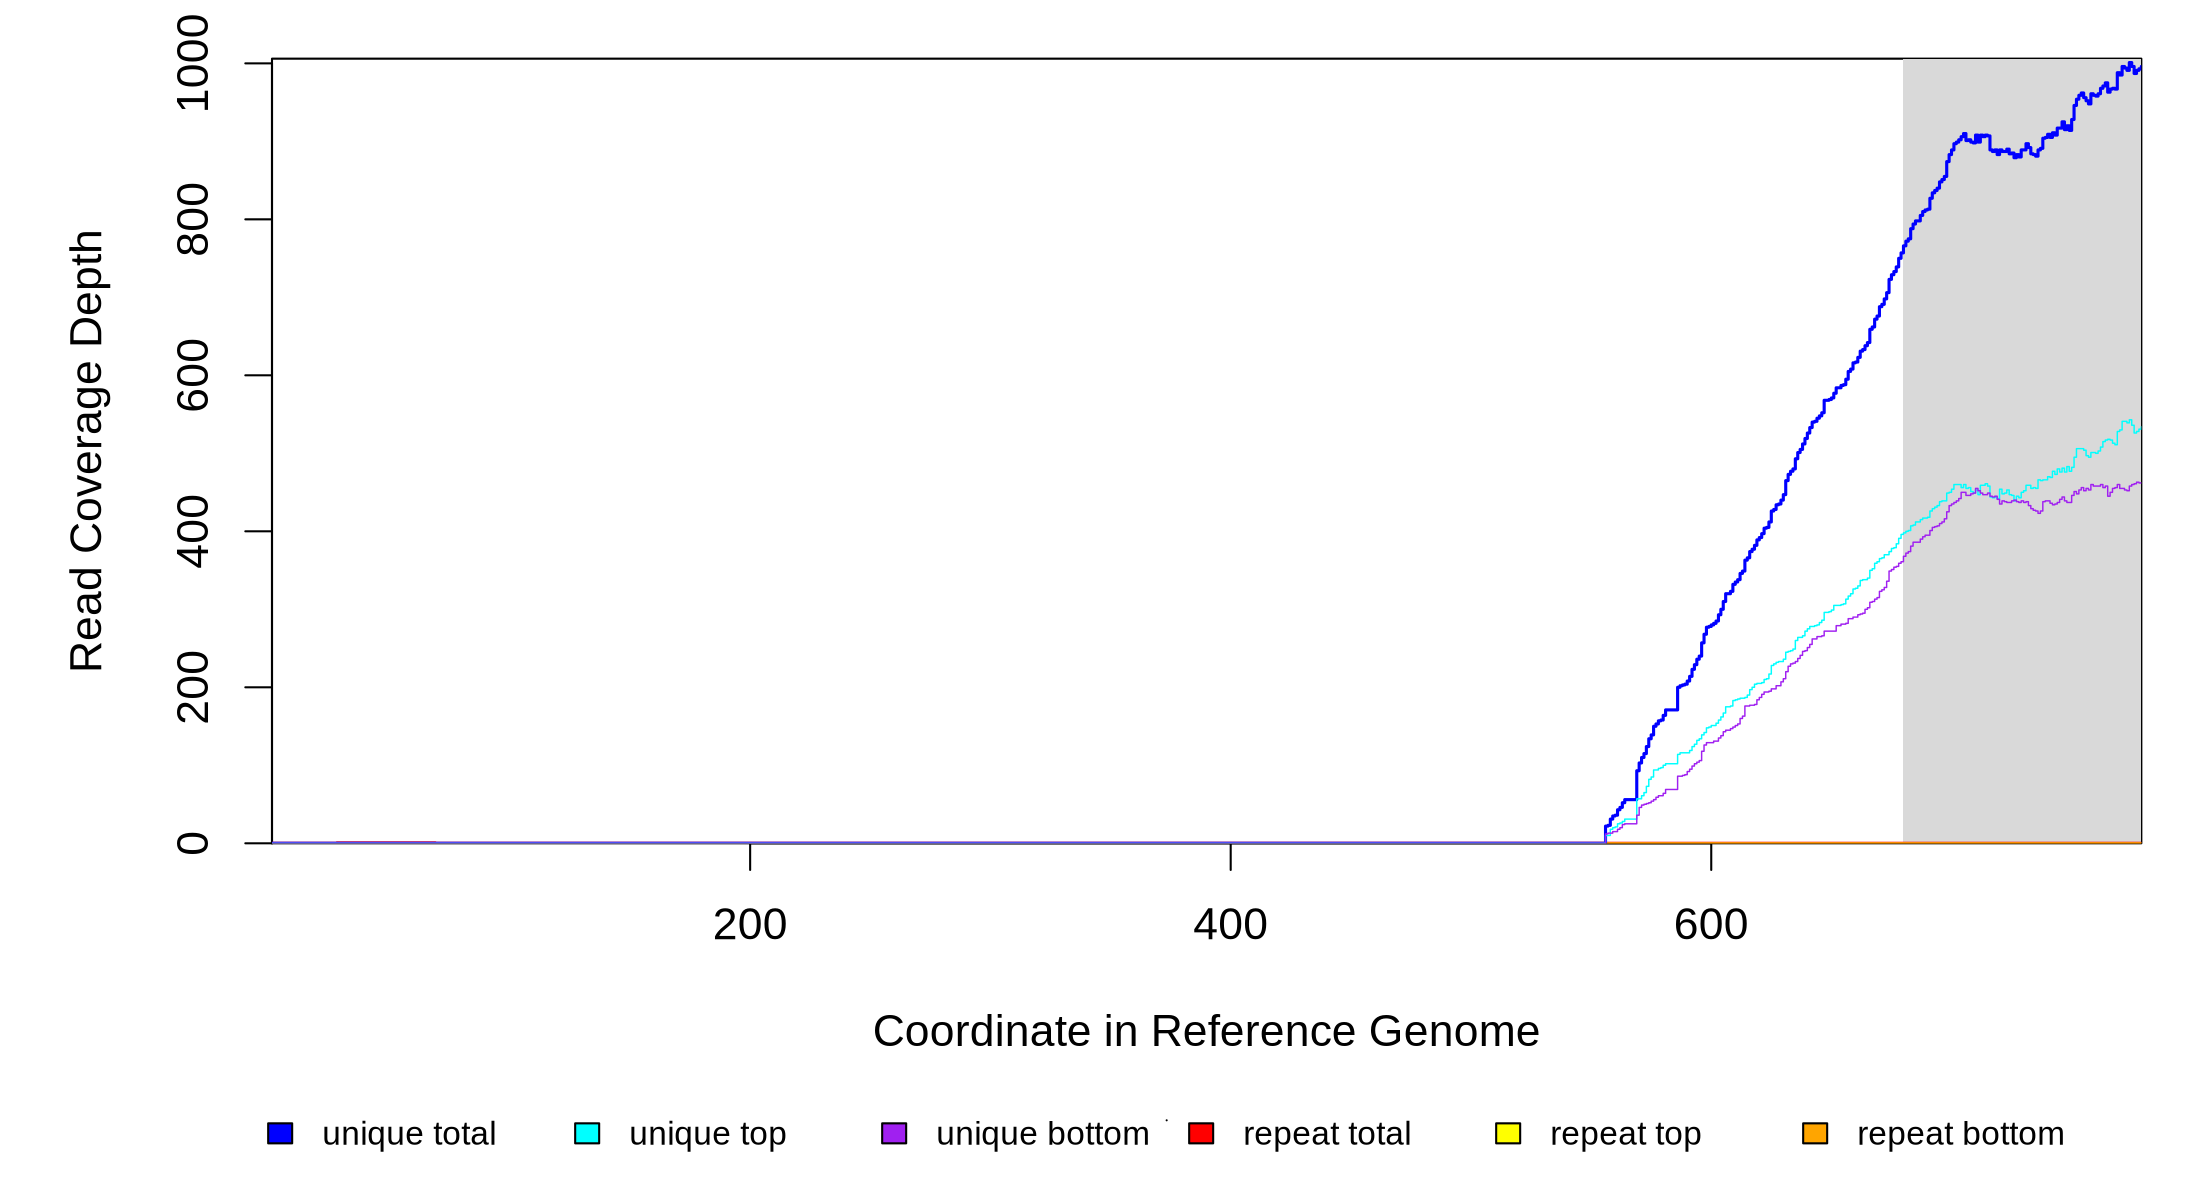 1000
800
600
400
200
0
Read Coverage Depth
200 400 600
Coordinate in Reference Genome
unique total unique top unique bottom repeat total repeat top repeat bottom